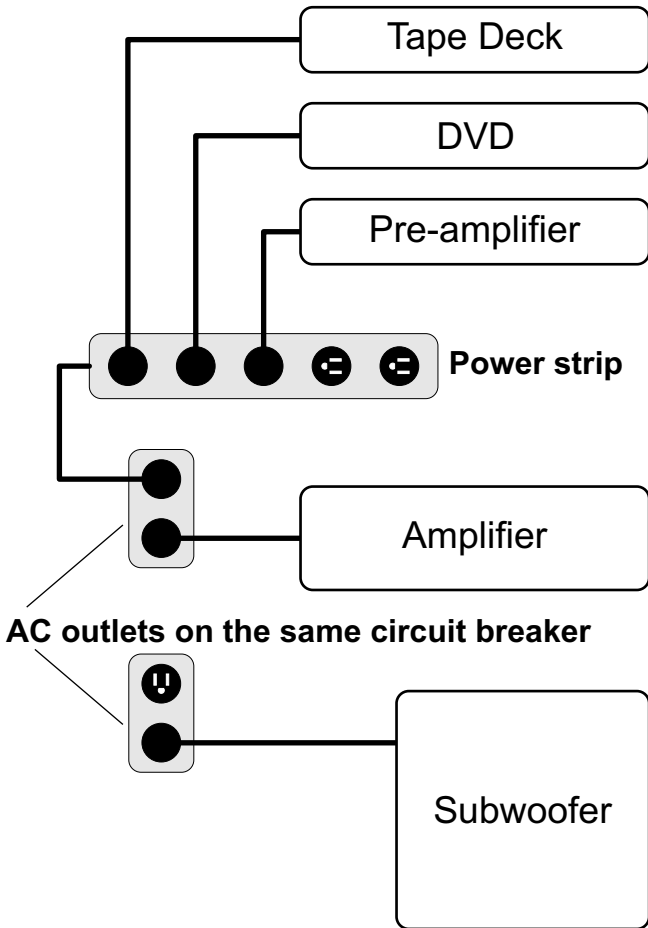 Tape Deck
DVD
Pre-amplifier
Power strip
Amplifier
AC outlets on the same circuit breaker
Subwoofer